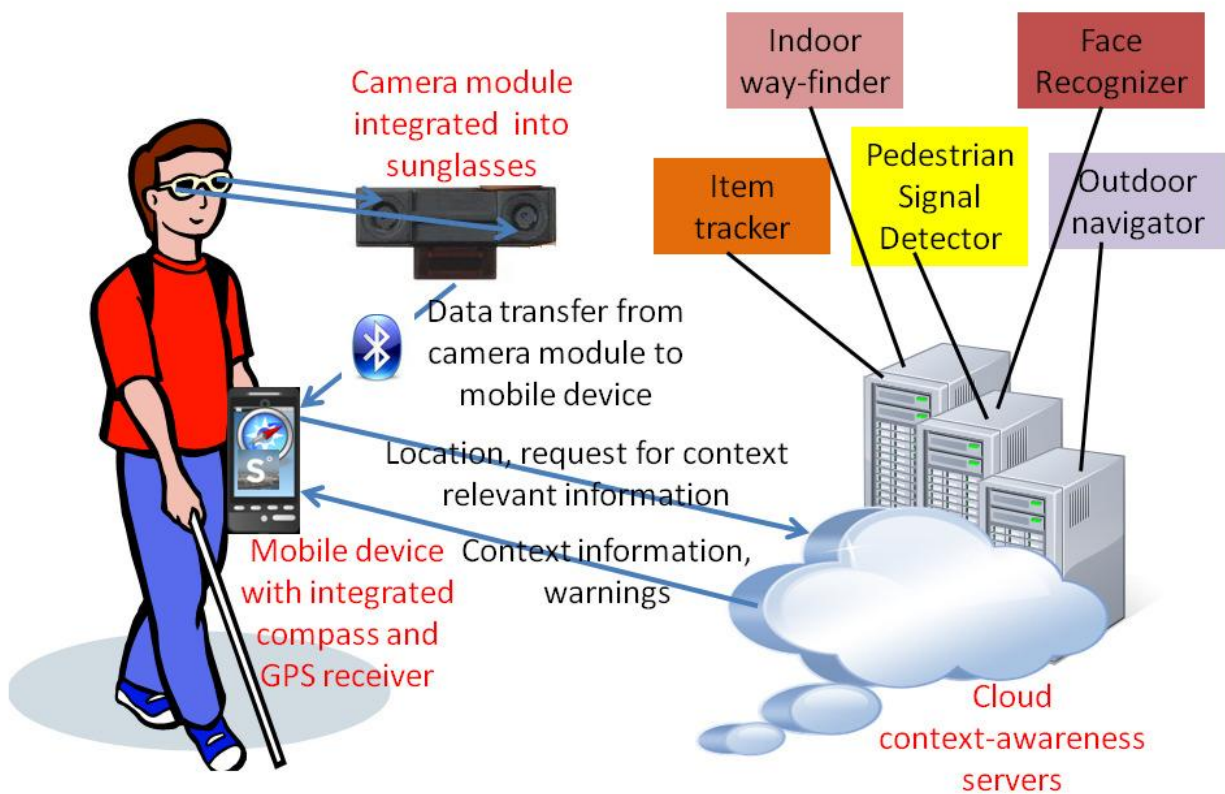 Indoor
way-finder
Face
Recognizer
Camera module
integrated into
sunglasses
Item
tracker
Pedestrian
Signal
Detector
Outdoor
navigator
Data transfer from
camera module to
mobile device
S
Location, request for context
relevant information
Context information,
warnings
Mobile device
with integrated
compass and
GPS receiver
Cloud
context-awareness
servers